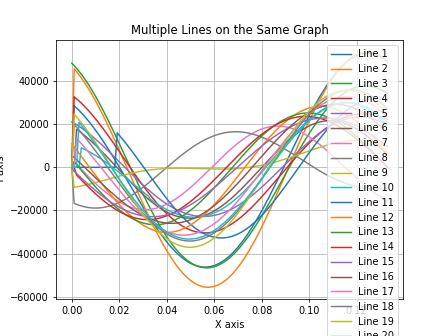 Multiple Lines on the Same Graph
40000
20000
0
−20000
−40000
−60000
0.00
0.02
0.04
0.06
0.08
0.10
X axis
Line 1
Line 2
Line 3
Line 4
Line 5
Line 6
Line 7
Line 8
Line 9
Line 10
Line 11
Line 12
Line 13
Line 14
Line 15
Line 16
Line 17
Line 18
Line 19
Line 20